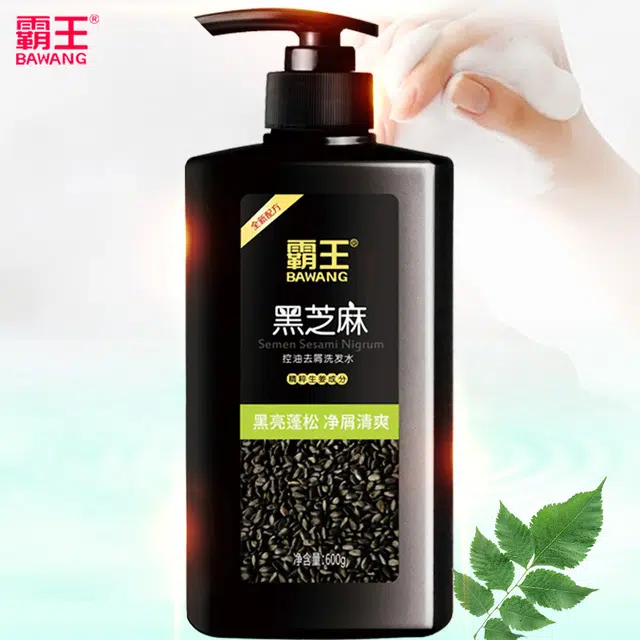 霸王®
BAWANG
全新配方
霸王®
BAWANG
黑芝麻
Semen Sesami Nigrum
控油去屑洗发水
精粹生姜成分
黑亮蓬松 净屑清爽
净含量:600g